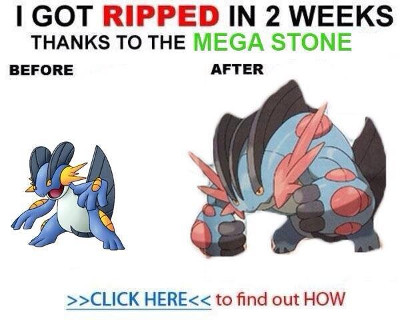 I GOT RIPPED IN 2 WEEKS
THANKS TO THE MEGA STONE
BEFORE AFTER
>>CLICK HERE<< to find out HOW